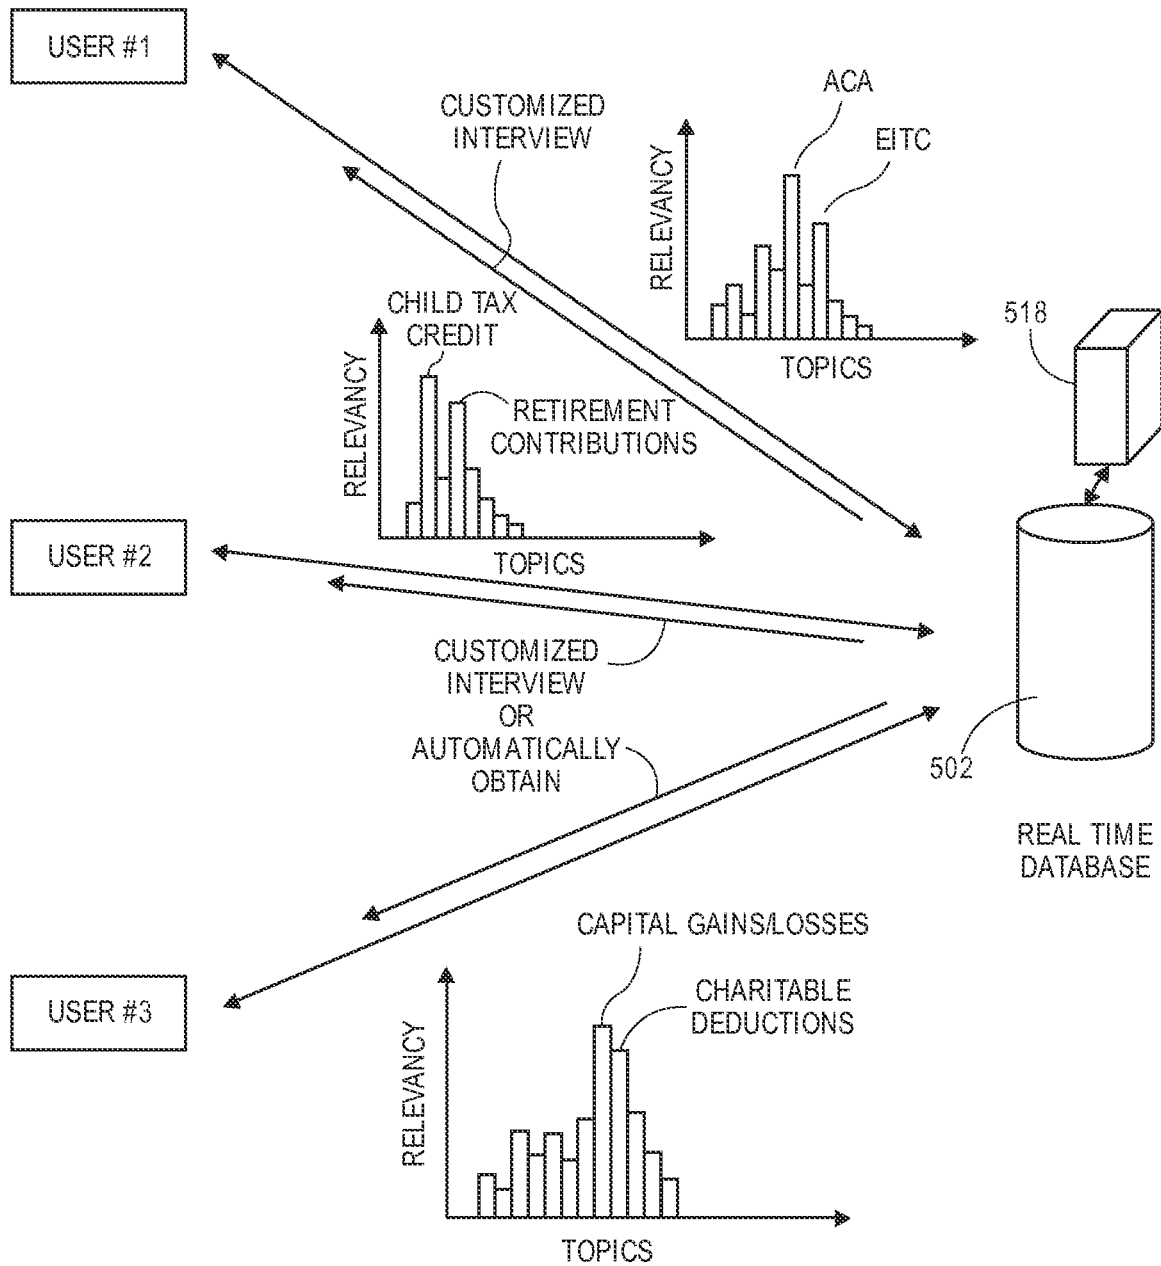 USER #1
CUSTOMIZED
INTERVIEW
ACA
EITC
RELEVANCY
TOPICS
518
CHILD TAX
CREDIT
RETIREMENT
CONTRIBUTIONS
RELEVANCY
TOPICS
USER #2
CUSTOMIZED
INTERVIEW
OR
AUTOMATICALLY
OBTAIN
502
REAL TIME
DATABASE
USER #3
CAPITAL GAINS/LOSSES
CHARITABLE
DEDUCTIONS
RELEVANCY
TOPICS